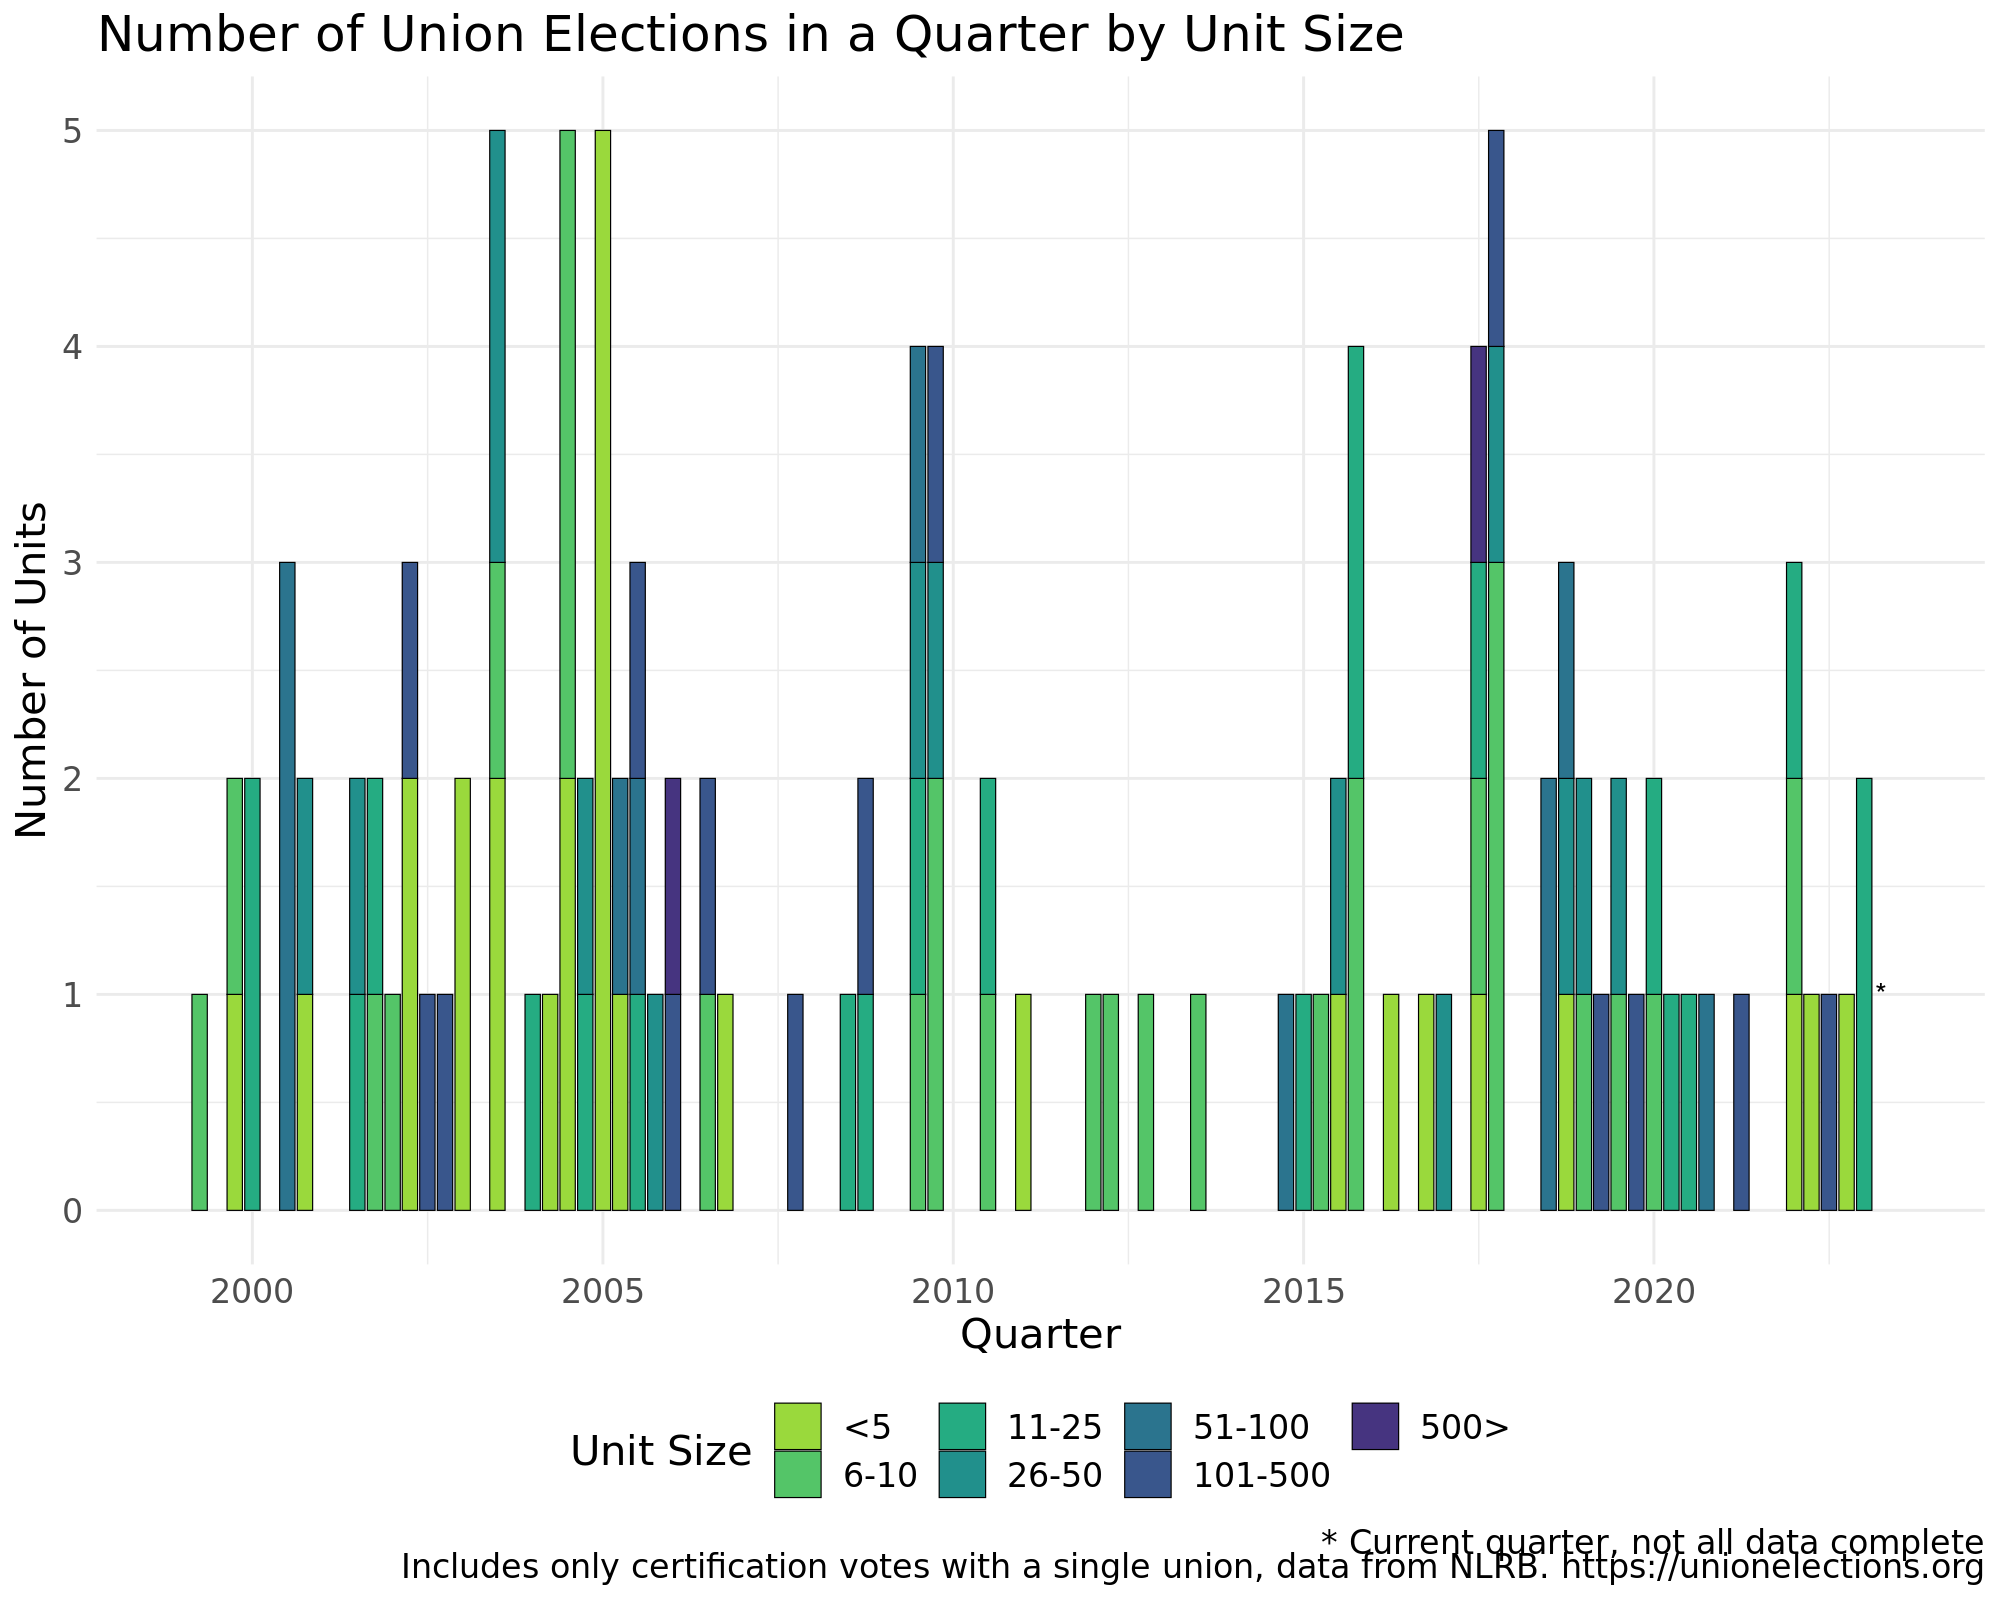 Number of Union Elections in a Quarter by Unit Size
Number of Units
5
4
3
2
1
0
*
2000 2005 2010 2015 2020
Quarter
Unit Size
<5 11-25 51-100 500>
6-10 26-50 101-500
* Current quarter, not all data complete
Includes only certification votes with a single union, data from NLRB. https://unionelections.org